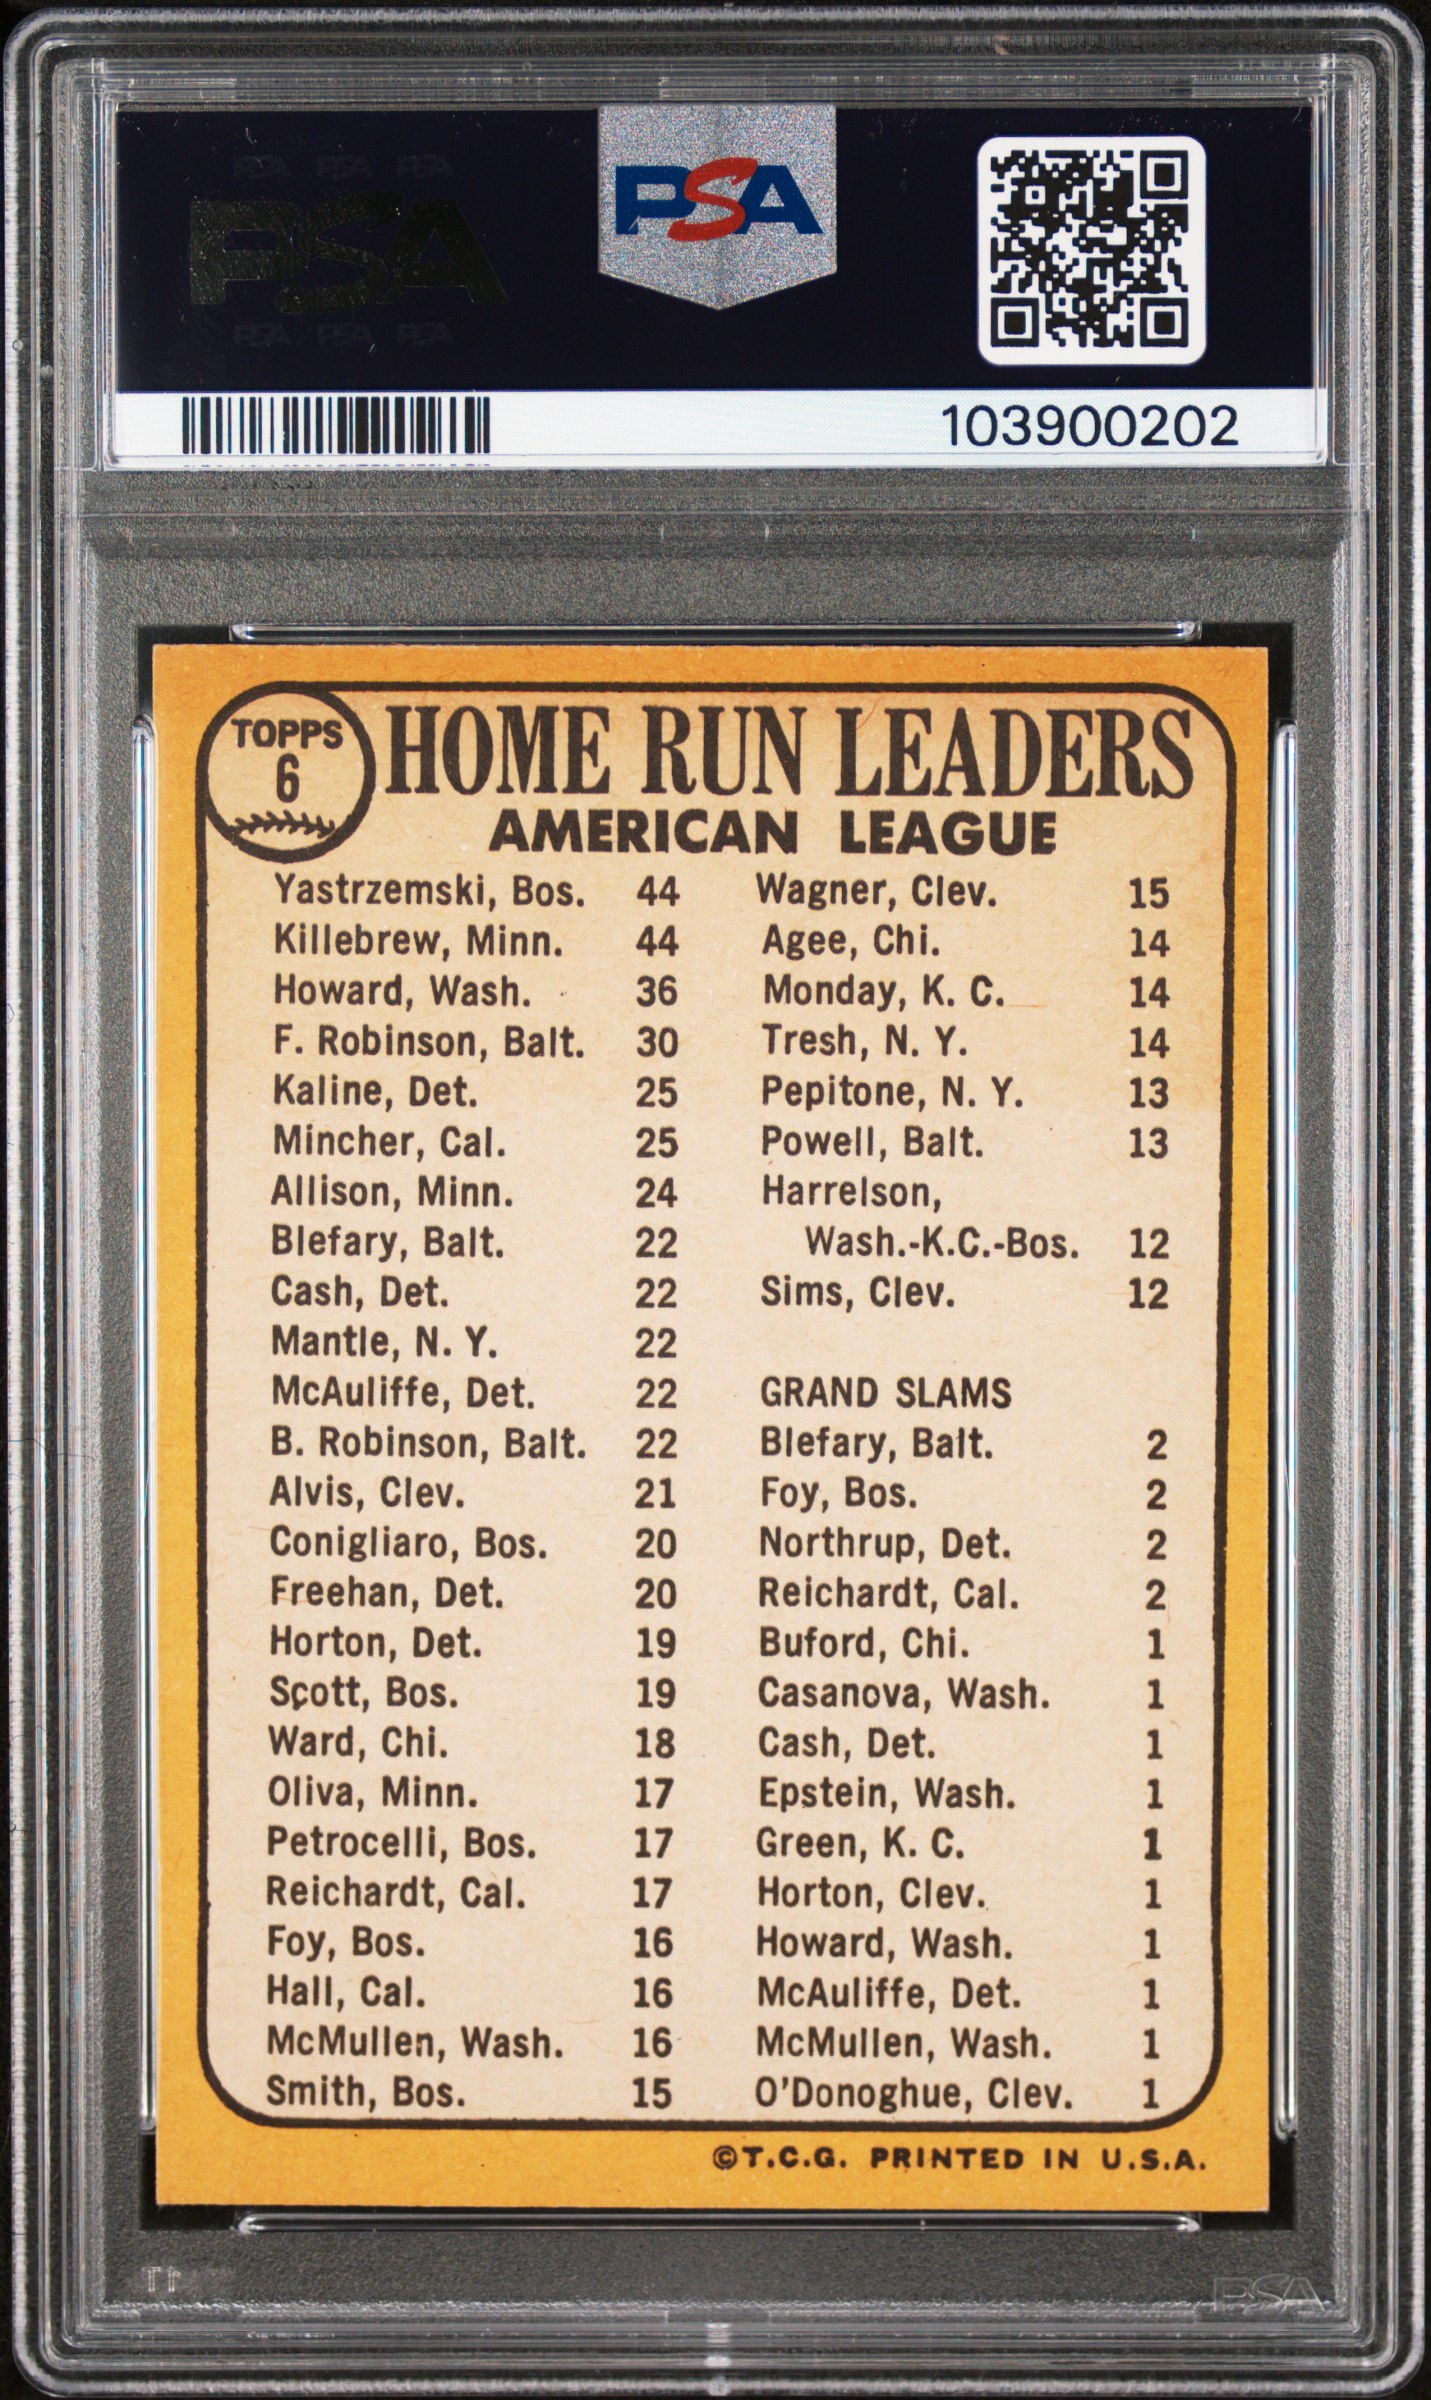 PSA
PSA
103900202
TOPPS
6
HOME RUN LEADERS
AMERICAN LEAGUE
Yastrzemski, Bos. 44
Killebrew, Minn. 44
Howard, Wash. 36
F. Robinson, Balt. 30
Kaline, Det. 25
Mincher, Cal. 25
Allison, Minn. 24
Blefary, Balt. 22
Cash, Det. 22
Mantle, N. Y. 22
McAuliffe, Det. 22
B. Robinson, Balt. 22
Alvis, Clev. 21
Conigliaro, Bos. 20
Freehan, Det. 20
Horton, Det. 19
Scott, Bos. 19
Ward, Chi. 18
Oliva, Minn. 17
Petrocelli, Bos. 17
Reichardt, Cal. 17
Foy, Bos. 16
Hall, Cal. 16
McMullen, Wash. 16
Smith, Bos. 15
Wagner, Clev. 15
Agee, Chi. 14
Monday, K. C. 14
Tresh, N. Y. 14
Pepitone, N. Y. 13
Powell, Balt. 13
Harrelson,
Wash.-K.C.-Bos. 12
Sims, Clev. 12
GRAND SLAMS
Blefary, Balt. 2
Foy, Bos. 2
Northrup, Det. 2
Reichardt, Cal. 2
Buford, Chi. 1
Casanova, Wash. 1
Cash, Det. 1
Epstein, Wash. 1
Green, K. C. 1
Horton, Clev. 1
Howard, Wash. 1
McAuliffe, Det. 1
McMullen, Wash. 1
O'Donoghue, Clev. 1
©T.C.G. PRINTED IN U.S.A.
PSA